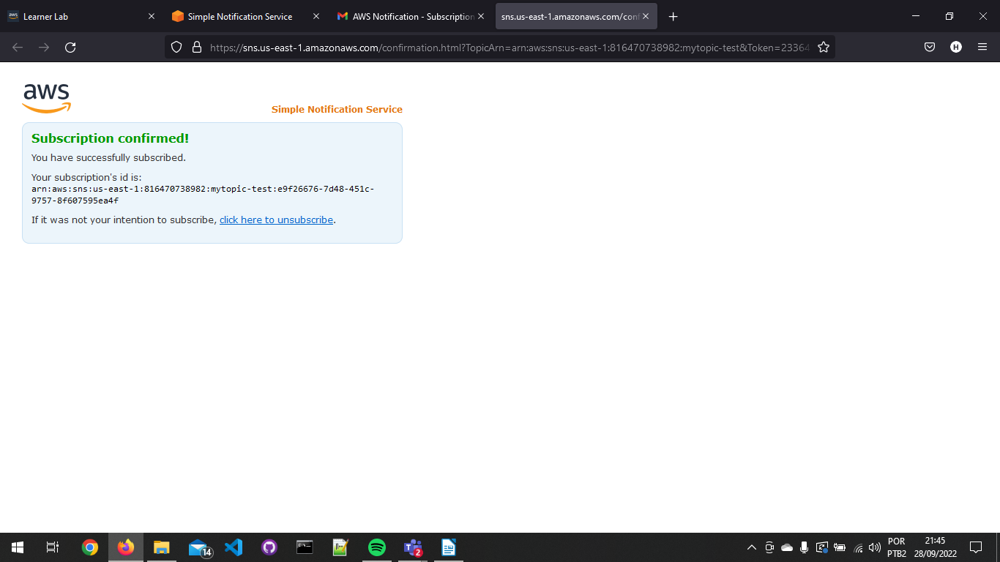 Learner Lab
Simple Notification Service
AWS Notification - Subscription
sns.us-east-1.amazonaws.com/conf
https://sns.us-east-1.amazonaws.com/confirmation.html?TopicArn=arn:aws:sns:us-east-1:816470738982:mytopic-test&Token=23364
H
aws
Simple Notification Service
Subscription confirmed!
You have successfully subscribed.
Your subscription's id is:
arn:aws:sns:us-east-1:816470738982:mytopic-test:e9f26676-7d48-451c-
9757-8f607595ea4f
If it was not your intention to subscribe, click here to unsubscribe.
14
2
POR
PTB2
21:45
28/09/2022